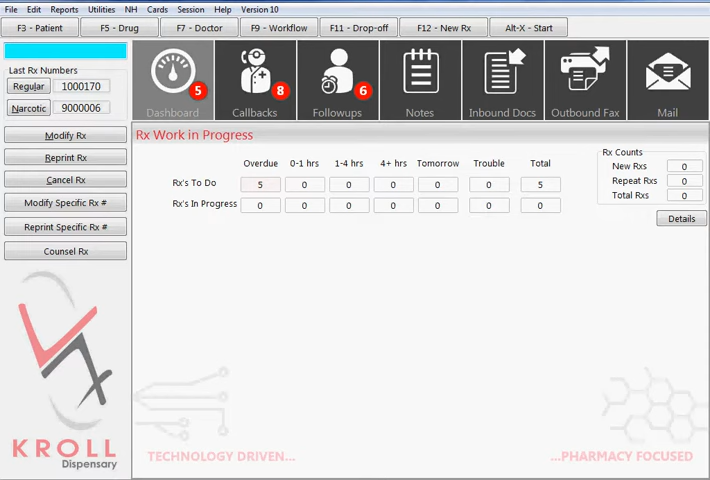 File Edit Reports Utilities NH Cards Session Help Version 10
F3 - Patient F5 - Drug F7 - Doctor F9 - Workflow F11 - Drop-off F12 - New Rx Alt-X - Start
Last Rx Numbers
Regular 1000170
Narcotic 9000006
Modify Rx
Reprint Rx
Cancel Rx
Modify Specific Rx #
Reprint Specific Rx #
Counsel Rx
KROLL
Dispensary
5 8 6
Dashboard Callbacks Followups Notes Inbound Docs Outbound Fax Mail
Rx Work in Progress
Overdue 0-1 hrs 1-4 hrs 4+ hrs Tomorrow Trouble Total
Rx's To Do 5 0 0 0 0 0 5
Rx's In Progress 0 0 0 0 0 0 0
Rx Counts
New Rxs 0
Repeat Rxs 0
Total Rxs 0
Details
TECHNOLOGY DRIVEN... ...PHARMACY FOCUSED